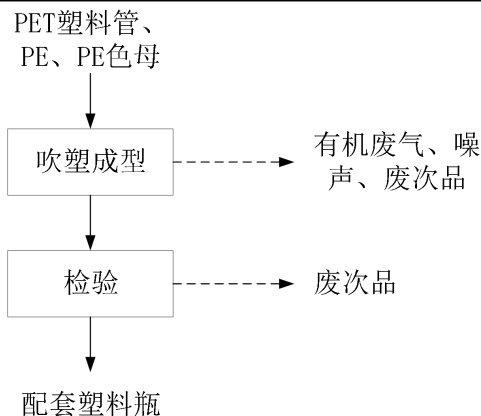 PET塑料管、
PE、PE色母
吹塑成型
有机废气、噪
声、废次品
检验
废次品
配套塑料瓶